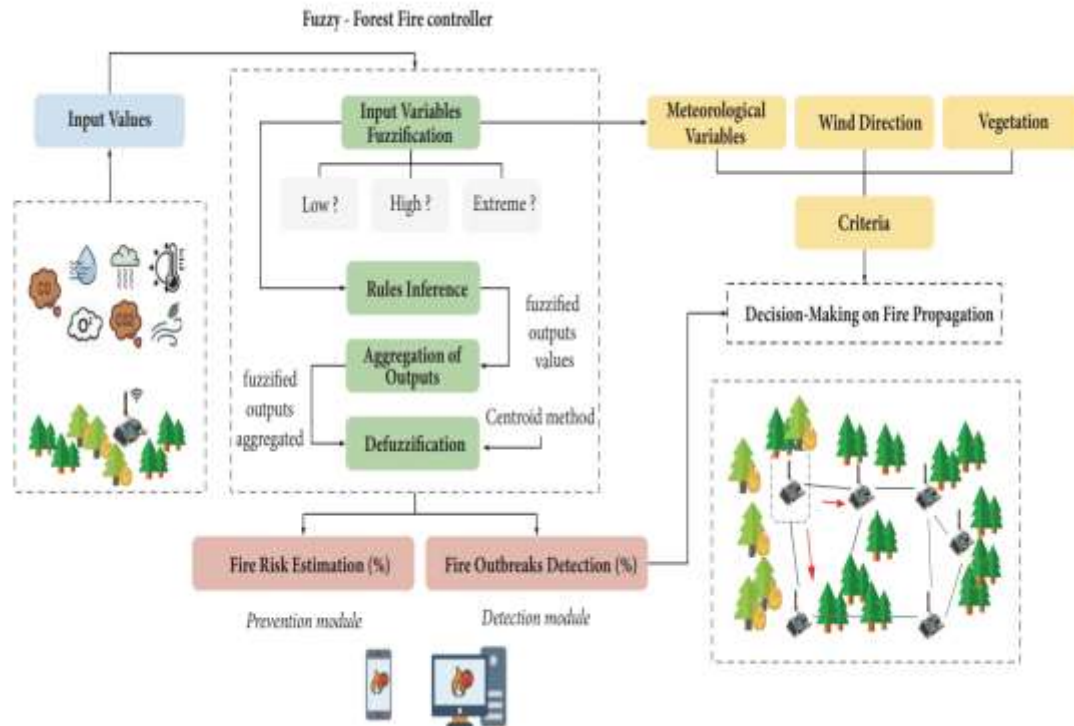 Fuzzy - Forest Fire controller
Input Values
Input Variables
Fuzzification
Low ?
High ?
Extreme ?
Meteorological
Variables
Wind Direction
Vegetation
Criteria
Rules Inference
fuzzified
outputs
values
Decision-Making on Fire Propagation
Aggregation of
Outputs
fuzzified
outputs
aggregated
Centroid method
Defuzzification
Fire Risk Estimation (%)
Fire Outbreaks Detection (%)
Prevention module
Detection module
CO